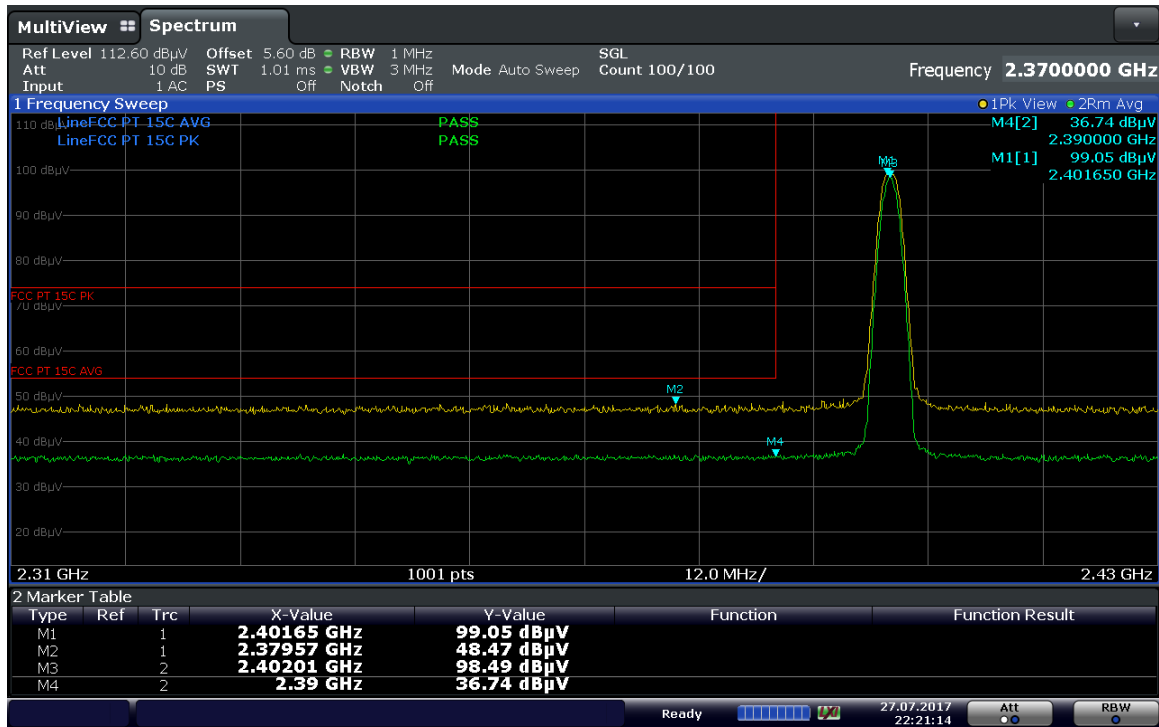 MultiView Spectrum
Ref Level 112.60 dBµV Offset 5.60 dB RBW 1 MHz SGL
Att 10 dB SWT 1.01 ms VBW 3 MHz Mode Auto Sweep Count 100/100 Frequency 2.3700000 GHz
Input 1 AC PS Off Notch Off
1 Frequency Sweep 1Pk View 2Rm Avg
110 dBµV LineFCC PT 15C AVG PASS M4[2] 36.74 dBµV
LineFCC PT 15C PK PASS 2.390000 GHz
M1[1] 99.05 dBµV
2.401650 GHz
M1 M3
100 dBµV
90 dBµV
80 dBµV
FCC PT 15C PK
70 dBµV
60 dBµV
FCC PT 15C AVG
M2
50 dBµV
40 dBµV M4
30 dBµV
20 dBµV
2.31 GHz 1001 pts 12.0 MHz/ 2.43 GHz
2 Marker Table
Type Ref Trc X-Value Y-Value Function Function Result
M1 1 2.40165 GHz 99.05 dBµV
M2 1 2.37957 GHz 48.47 dBµV
M3 2 2.40201 GHz 98.49 dBµV
M4 2 2.39 GHz 36.74 dBµV
Ready 27.07.2017 Att RBW
22:21:14